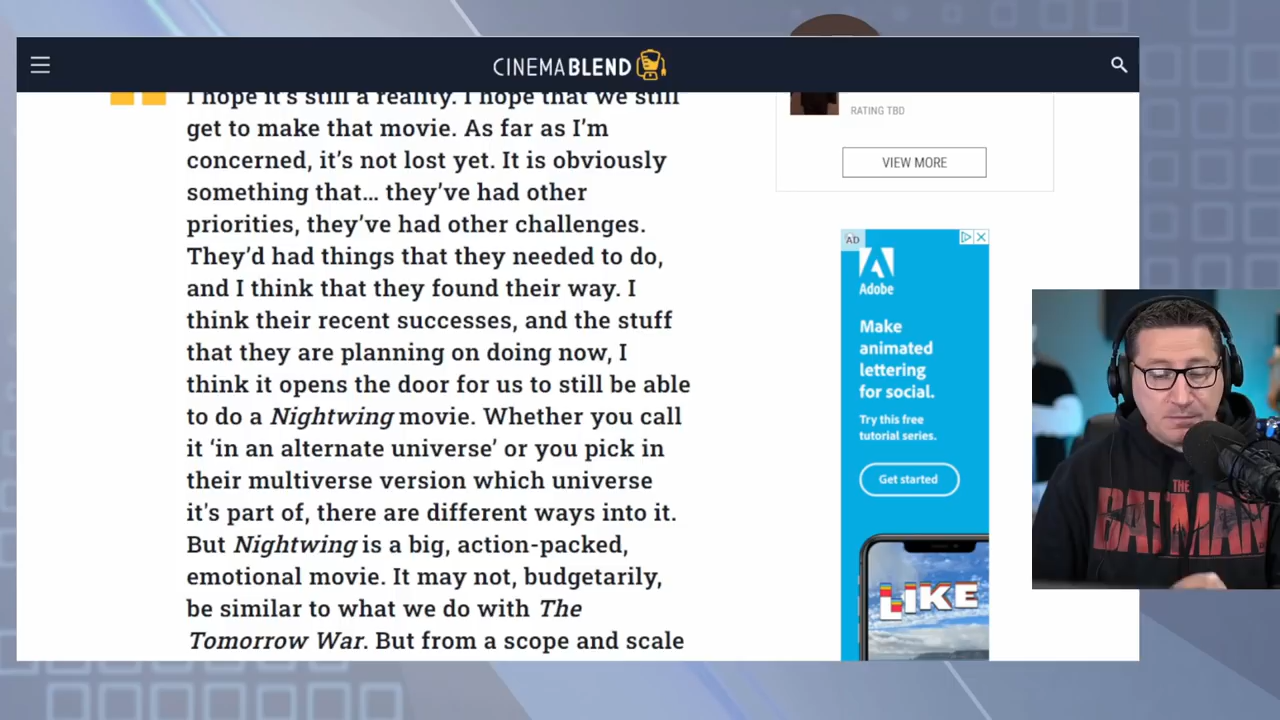 CINEMABLEND
I hope it's still a reality. I hope that we still
get to make that movie. As far as I'm
concerned, it's not lost yet. It is obviously
something that… they've had other
priorities, they've had other challenges.
They'd had things that they needed to do,
and I think that they found their way. I
think their recent successes, and the stuff
that they are planning on doing now, I
think it opens the door for us to still be able
to do a Nightwing movie. Whether you call
it 'in an alternate universe' or you pick in
their multiverse version which universe
it's part of, there are different ways into it.
But Nightwing is a big, action-packed,
emotional movie. It may not, budgetarily,
be similar to what we do with The
Tomorrow War. But from a scope and scale
RATING TBD
VIEW MORE
AD
Adobe
Make
animated
lettering
for social.
Try this free
tutorial series.
Get started
LIKE
THE
BATMAN